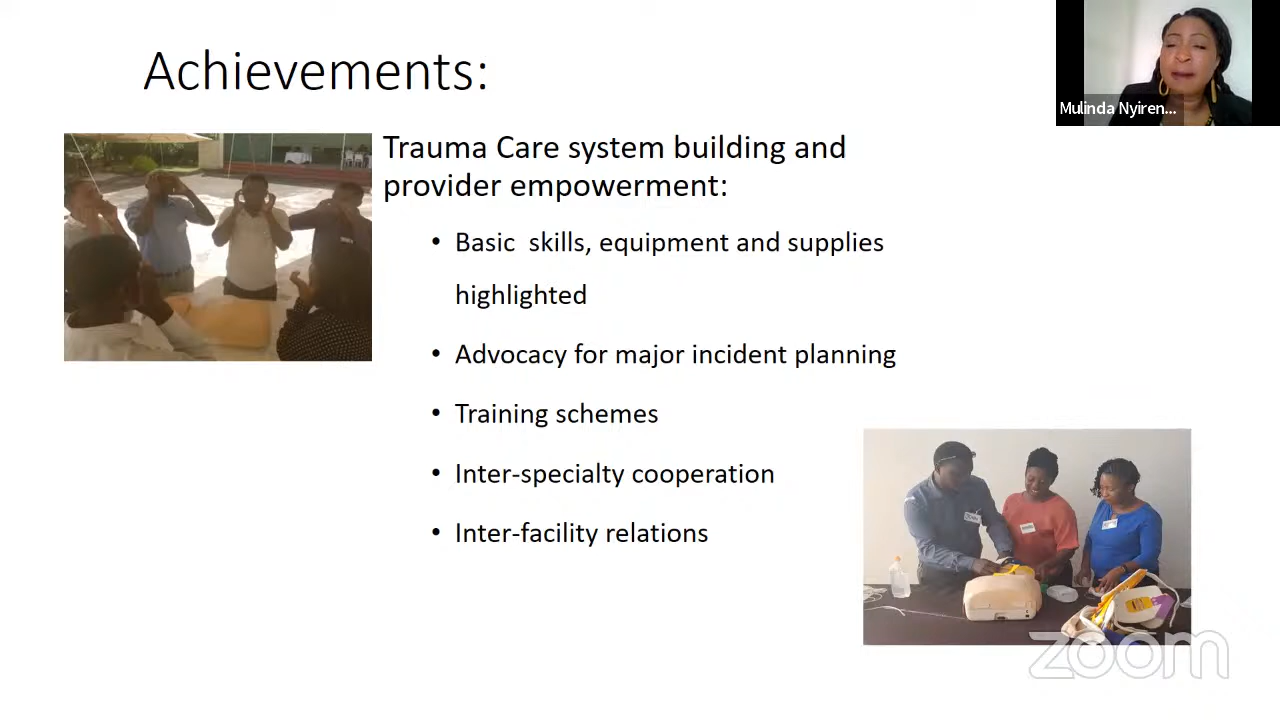 Achievements:
Mulinda Nyiren...
Trauma Care system building and
provider empowerment:
• Basic skills, equipment and supplies
highlighted
• Advocacy for major incident planning
• Training schemes
• Inter-specialty cooperation
• Inter-facility relations
zoom